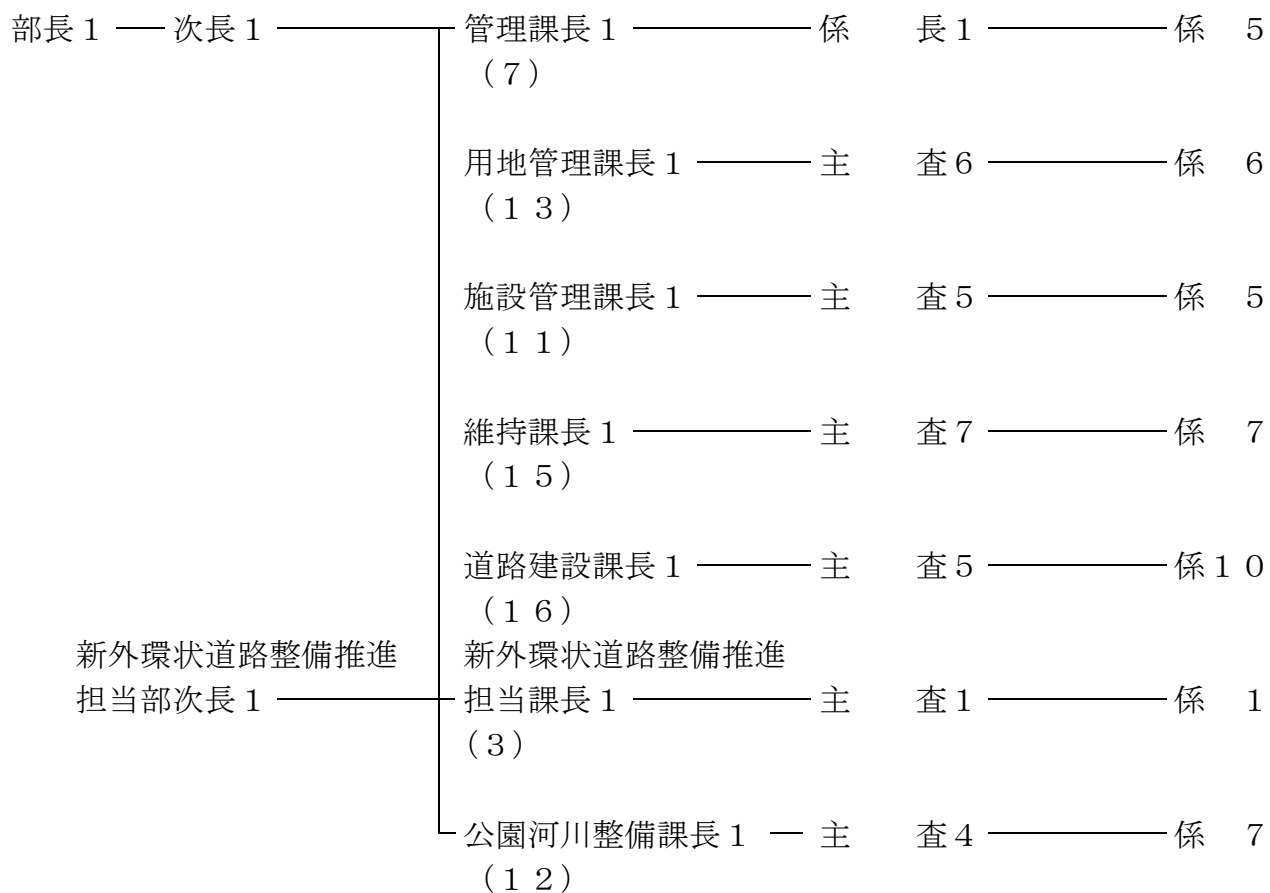 部長１ 次長１ 管理課長１ 係 長１ 係 ５
（７）
用地管理課長１ 主 査６ 係 ６
（１３）
施設管理課長１ 主 査５ 係 ５
（１１）
維持課長１ 主 査７ 係 ７
（１５）
道路建設課長１ 主 査５ 係１０
（１６）
新外環状道路整備推進 新外環状道路整備推進
担当部次長１ 担当課長１ 主 査１ 係 １
（３）
公園河川整備課長１ 主 査４ 係 ７
（１２）